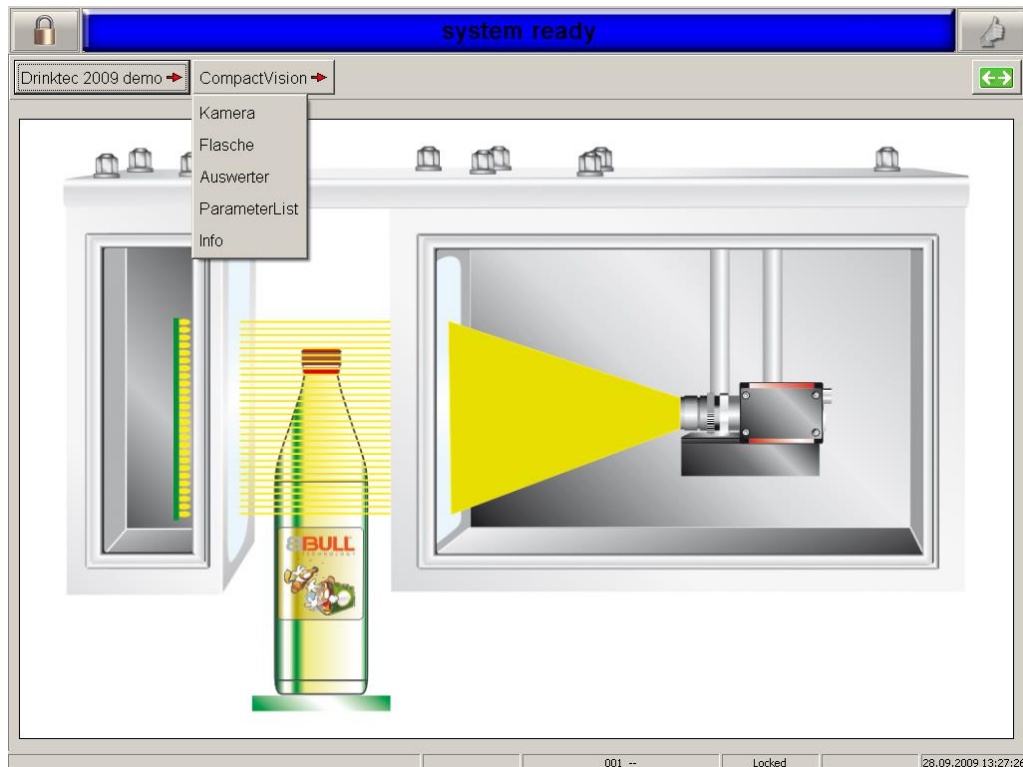 system ready
Drinktec 2009 demo
CompactVision
Kamera
Flasche
Auswerter
ParameterList
Info
BULL
TECHNOLOGY
001 --
Locked
28.09.2009 13:27:26